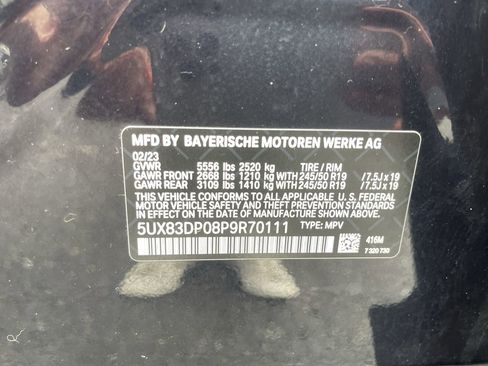 MFD BY BAYERISCHE MOTOREN WERKE AG
02/23
GVWR 5556 lbs 2520 kg TIRE / RIM
GAWR FRONT 2668 lbs 1210 kg WITH 245/50 R19 / 7.5J x 19
GAWR REAR 3109 lbs 1410 kg WITH 245/50 R19 / 7.5J x 19
THIS VEHICLE CONFORMS TO ALL APPLICABLE U. S. FEDERAL
MOTOR VEHICLE SAFETY AND THEFT PREVENTION STANDARDS
IN EFFECT ON THE DATE OF MANUFACTURE SHOWN ABOVE.
5UX83DP08P9R70111 TYPE: MPV
416M
7 320 730